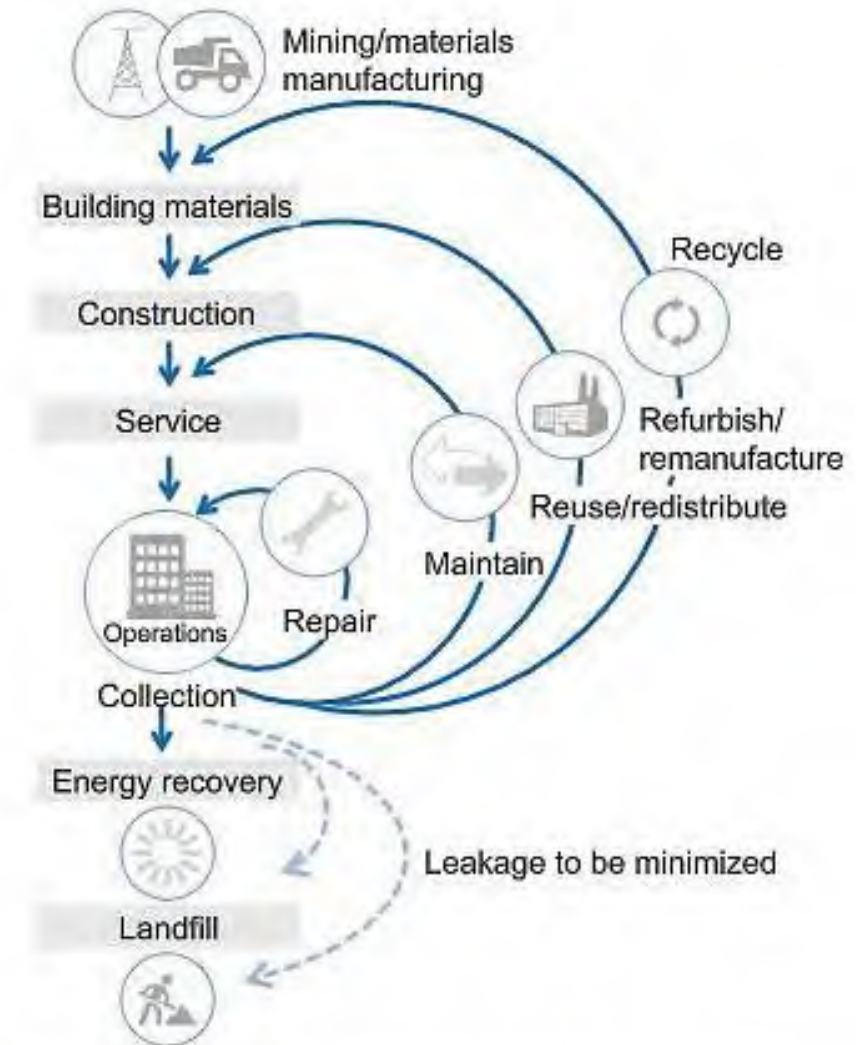 Mining/materials
manufacturing
Building materials
Recycle
Construction
Service
Refurbish/
remanufacture
Reuse/redistribute
Maintain
Repair
Operations
Collection
Energy recovery
Leakage to be minimized
Landfill